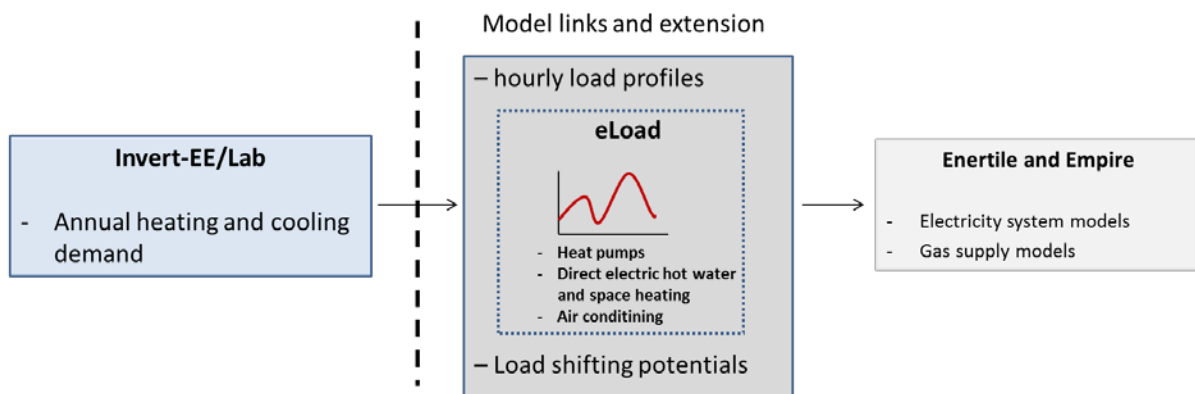 Model links and extension
Invert-EE/Lab
- Annual heating and cooling
demand
– hourly load profiles
eLoad
- Heat pumps
- Direct electric hot water
and space heating
- Air conditining
– Load shifting potentials
Enertile and Empire
- Electricity system models
- Gas supply models